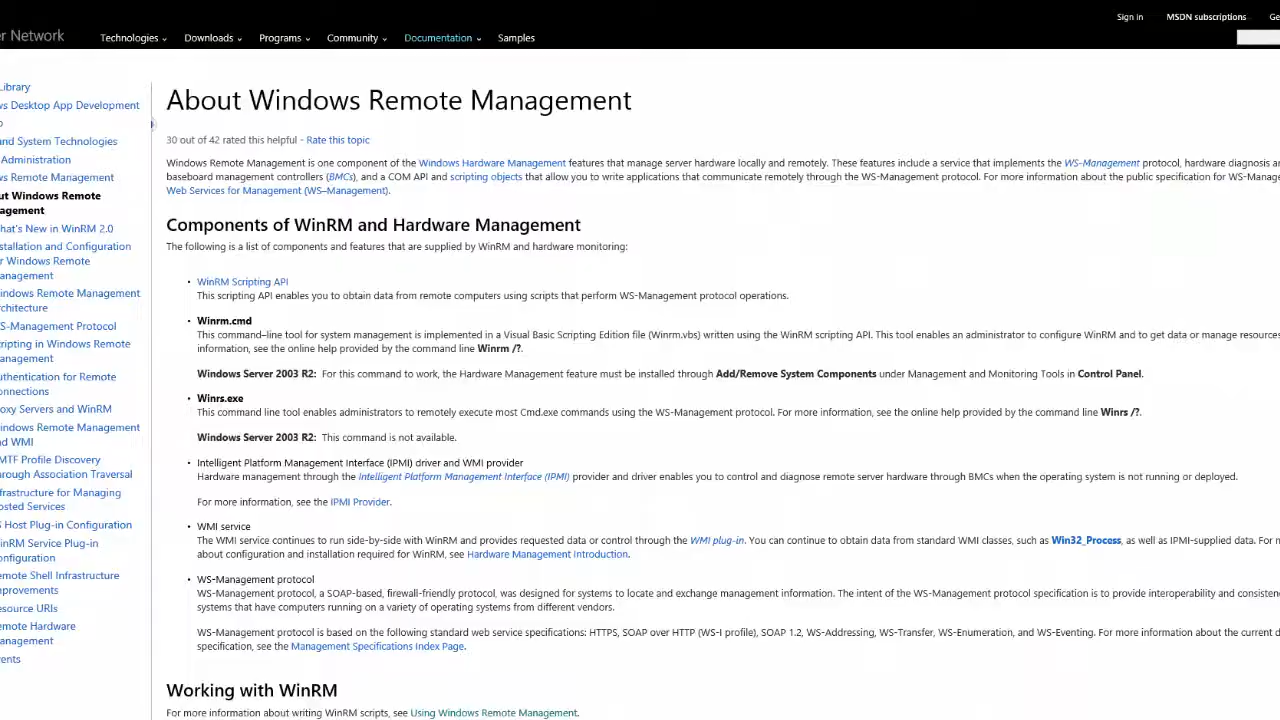 Sign in MSDN subscriptions
er Network Technologies Downloads Programs Community Documentation Samples
Library
ws Desktop App Development
and System Technologies
Administration
ws Remote Management
ut Windows Remote
agement
hat's New in WinRM 2.0
stallation and Configuration
r Windows Remote
anagement
indows Remote Management
rchitecture
S-Management Protocol
cripting in Windows Remote
anagement
uthentication for Remote
onnections
oxy Servers and WinRM
indows Remote Management
nd WMI
MTF Profile Discovery
hrough Association Traversal
frastructure for Managing
osted Services
S Host Plug-in Configuration
inRM Service Plug-in
onfiguration
emote Shell Infrastructure
mprovements
esource URIs
emote Hardware
anagement
vents
About Windows Remote Management
30 out of 42 rated this helpful - Rate this topic
Windows Remote Management is one component of the Windows Hardware Management features that manage server hardware locally and remotely. These features include a service that implements the WS-Management protocol, hardware diagnosis
baseboard management controllers (BMCs), and a COM API and scripting objects that allow you to write applications that communicate remotely through the WS-Management protocol. For more information about the public specification for WS-Manage
Web Services for Management (WS–Management).
Components of WinRM and Hardware Management
The following is a list of components and features that are supplied by WinRM and hardware monitoring:
• WinRM Scripting API
This scripting API enables you to obtain data from remote computers using scripts that perform WS-Management protocol operations.
• Winrm.cmd
This command–line tool for system management is implemented in a Visual Basic Scripting Edition file (Winrm.vbs) written using the WinRM scripting API. This tool enables an administrator to configure WinRM and to get data or manage resources
information, see the online help provided by the command line Winrm /?.
Windows Server 2003 R2: For this command to work, the Hardware Management feature must be installed through Add/Remove System Components under Management and Monitoring Tools in Control Panel.
• Winrs.exe
This command line tool enables administrators to remotely execute most Cmd.exe commands using the WS-Management protocol. For more information, see the online help provided by the command line Winrs /?.
Windows Server 2003 R2: This command is not available.
• Intelligent Platform Management Interface (IPMI) driver and WMI provider
Hardware management through the Intelligent Platform Management Interface (IPMI) provider and driver enables you to control and diagnose remote server hardware through BMCs when the operating system is not running or deployed.
For more information, see the IPMI Provider.
• WMI service
The WMI service continues to run side-by-side with WinRM and provides requested data or control through the WMI plug-in. You can continue to obtain data from standard WMI classes, such as Win32_Process, as well as IPMI-supplied data. For
about configuration and installation required for WinRM, see Hardware Management Introduction.
• WS-Management protocol
WS-Management protocol, a SOAP-based, firewall-friendly protocol, was designed for systems to locate and exchange management information. The intent of the WS-Management protocol specification is to provide interoperability and consisten
systems that have computers running on a variety of operating systems from different vendors.
WS-Management protocol is based on the following standard web service specifications: HTTPS, SOAP over HTTP (WS-I profile), SOAP 1.2, WS-Addressing, WS-Transfer, WS-Enumeration, and WS-Eventing. For more information about the current d
specification, see the Management Specifications Index Page.
Working with WinRM
For more information about writing WinRM scripts, see Using Windows Remote Management.